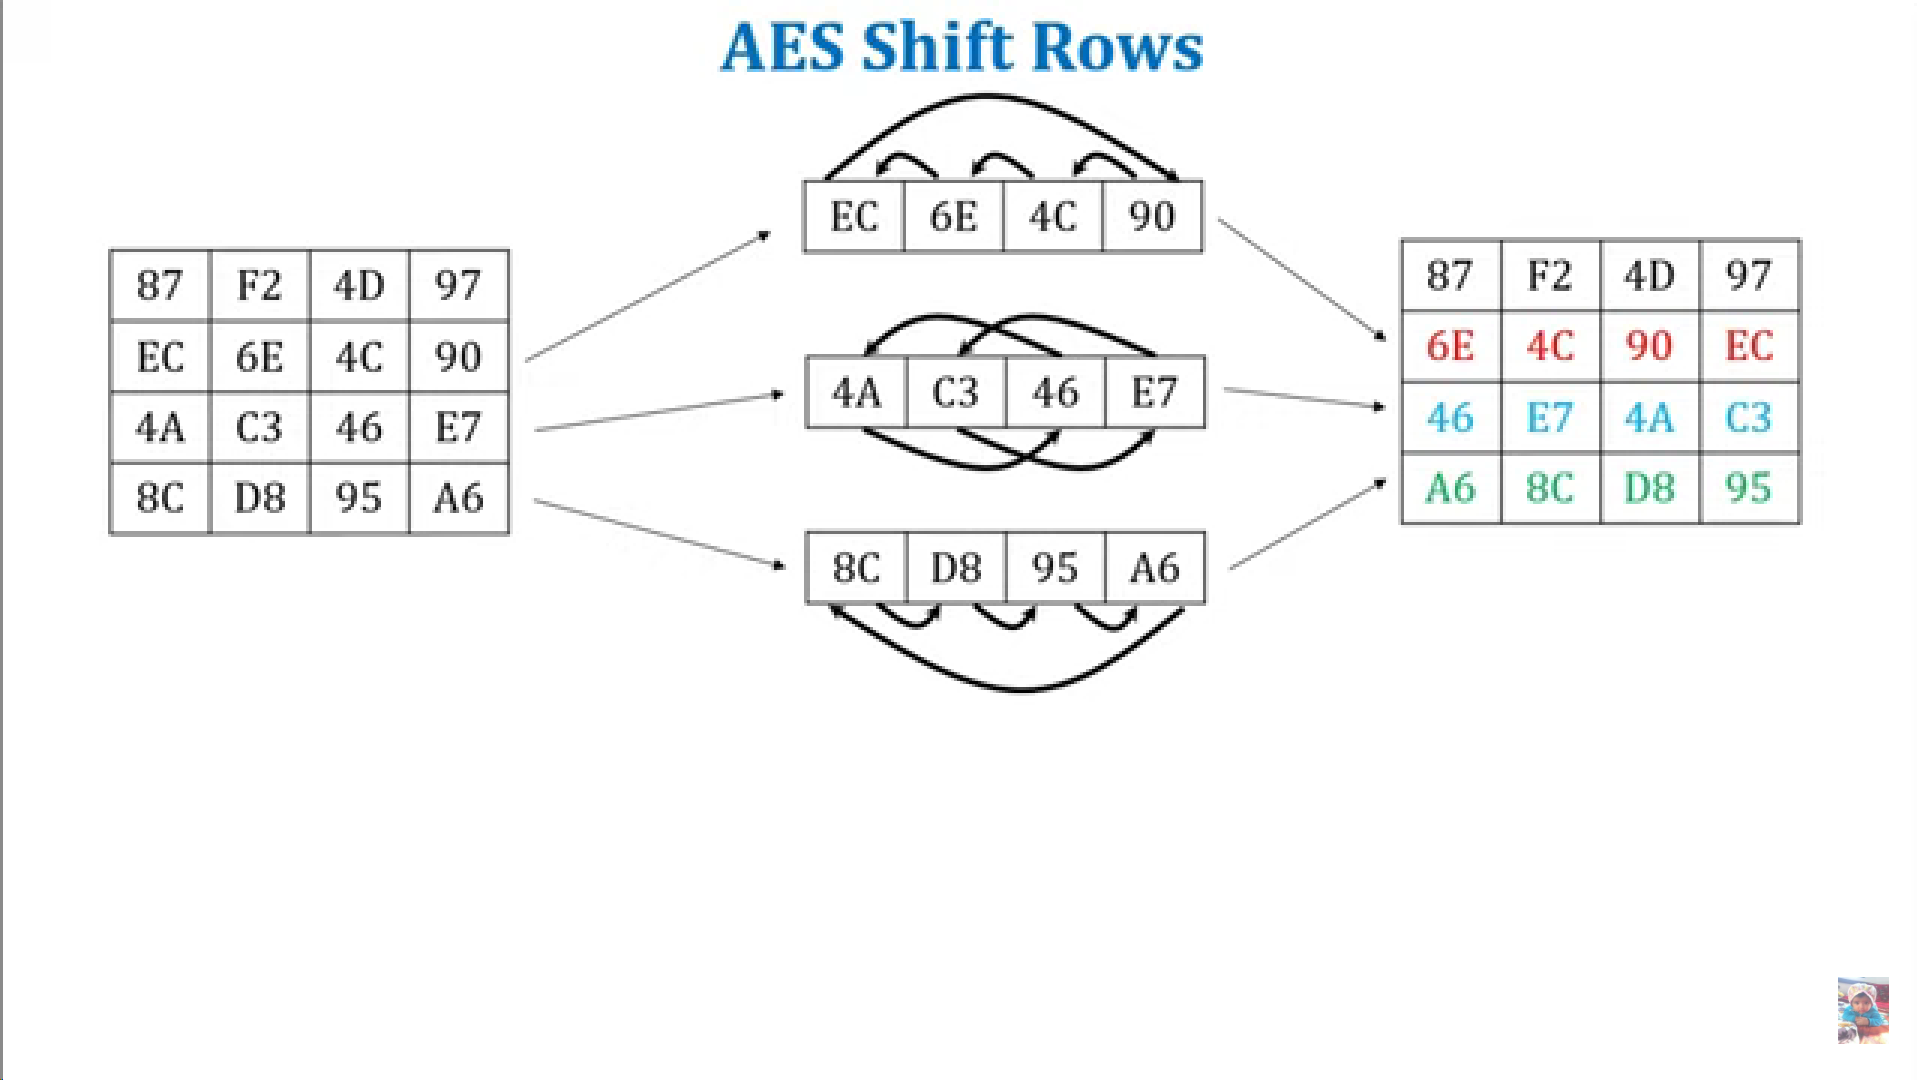 AES Shift Rows
87 F2 4D 97
EC 6E 4C 90
4A C3 46 E7
8C D8 95 A6
EC 6E 4C 90
4A C3 46 E7
8C D8 95 A6
87 F2 4D 97
6E 4C 90 EC
46 E7 4A C3
A6 8C D8 95